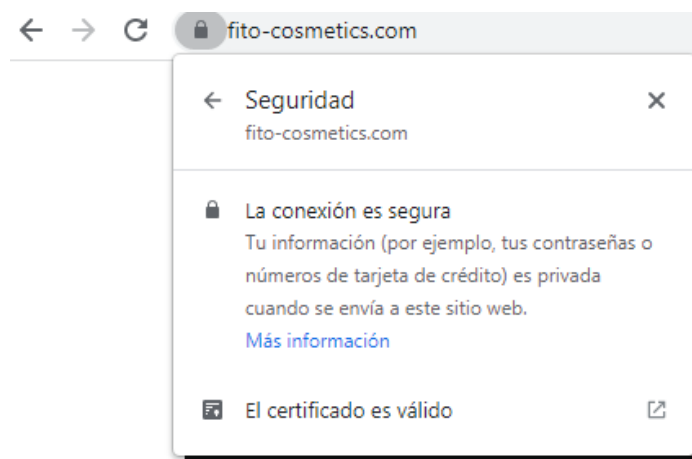 fito-cosmetics.com
Seguridad
fito-cosmetics.com
La conexión es segura
Tu información (por ejemplo, tus contraseñas o
números de tarjeta de crédito) es privada
cuando se envía a este sitio web.
Más información
El certificado es válido